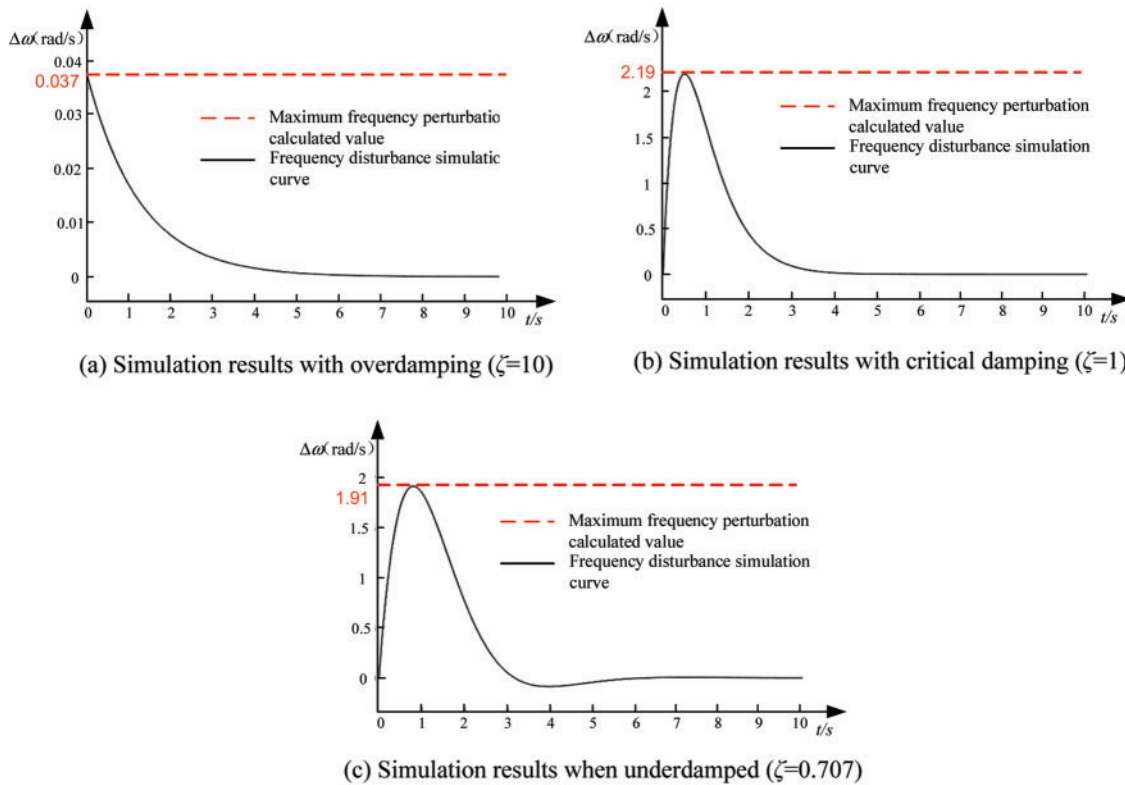 Δω(rad/s)
0.04
0.037
0.03
0.02
0.01
0
Maximum frequency perturbatio
calculated value
Frequency disturbance simulatic
curve
0 1 2 3 4 5 6 7 8 9 10
t/s
(a) Simulation results with overdamping (ζ=10)
Δω(rad/s)
2.19
2
1.5
1
0.5
0
Maximum frequency perturbation
calculated value
Frequency disturbance simulation
curve
0 1 2 3 4 5 6 7 8 9 10
t/s
(b) Simulation results with critical damping (ζ=1)
Δω(rad/s)
2
1.91
1.5
1
0.5
0
Maximum frequency perturbation
calculated value
Frequency disturbance simulation
curve
0 1 2 3 4 5 6 7 8 9 10
t/s
(c) Simulation results when underdamped (ζ=0.707)